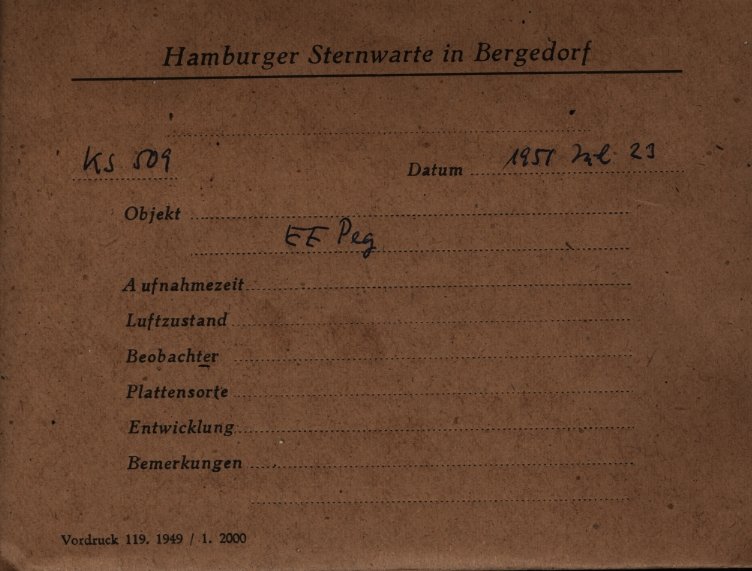 Hamburger Sternwarte in Bergedorf
KS 509 Datum 1951 Jul. 23
Objekt
EE Peg
Aufnahmezeit
Luftzustand
Beobachter
Plattensorte
Entwicklung
Bemerkungen
Vordruck 119. 1949 / 1. 2000